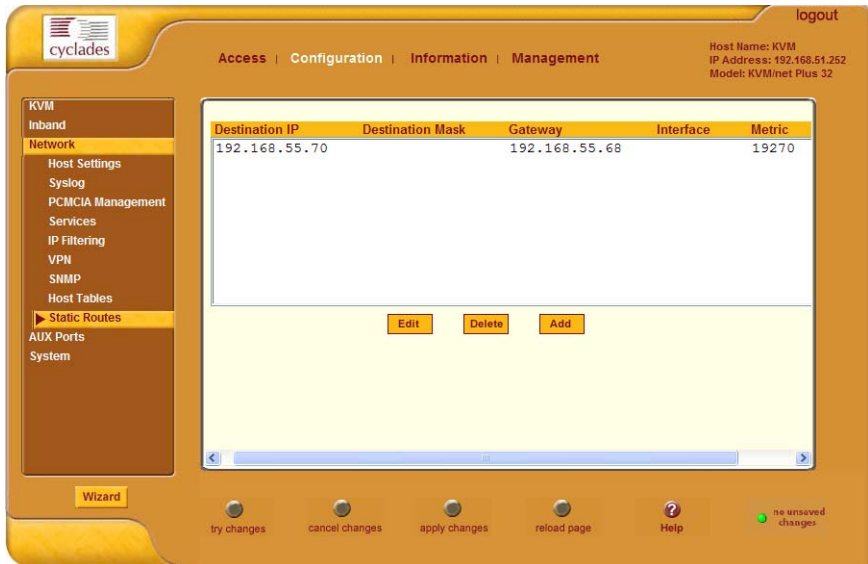 logout
cyclades
Access | Configuration | Information | Management
Host Name: KVM
IP Address: 192.168.51.252
Model: KVM/net Plus 32
KVM
Inband
Network
Host Settings
Syslog
PCMCIA Management
Services
IP Filtering
VPN
SNMP
Host Tables
Static Routes
AUX Ports
System
Wizard
Destination IP Destination Mask Gateway Interface Metric
192.168.55.70 192.168.55.68 19270
Edit Delete Add
try changes cancel changes apply changes reload page ? Help no unsaved changes